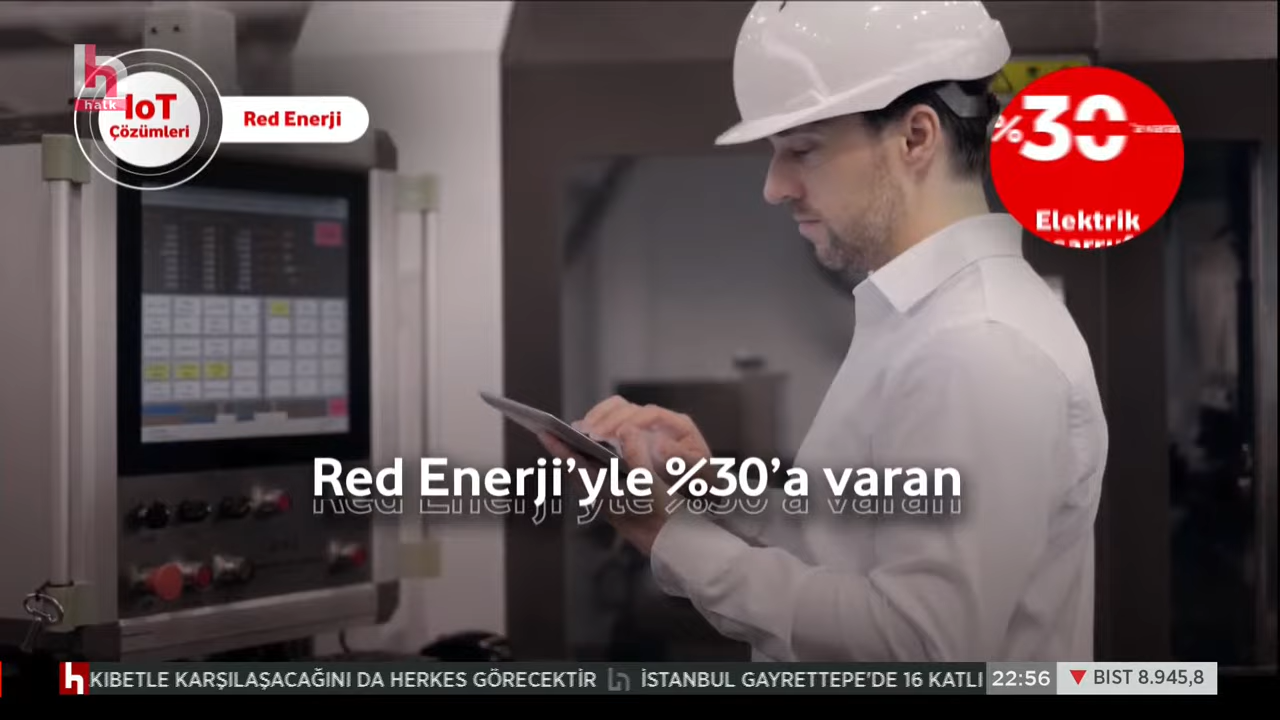 h
halk
IoT
Çözümleri
Red Enerji
%30
Elektrik
Red Enerji’yle %30’a varan
h
KIBETLE KARŞILAŞACAĞINI DA HERKES GÖRECEKTİR h İSTANBUL GAYRETTEPE'DE 16 KATLI
22:56
▼ BIST 8.945,8